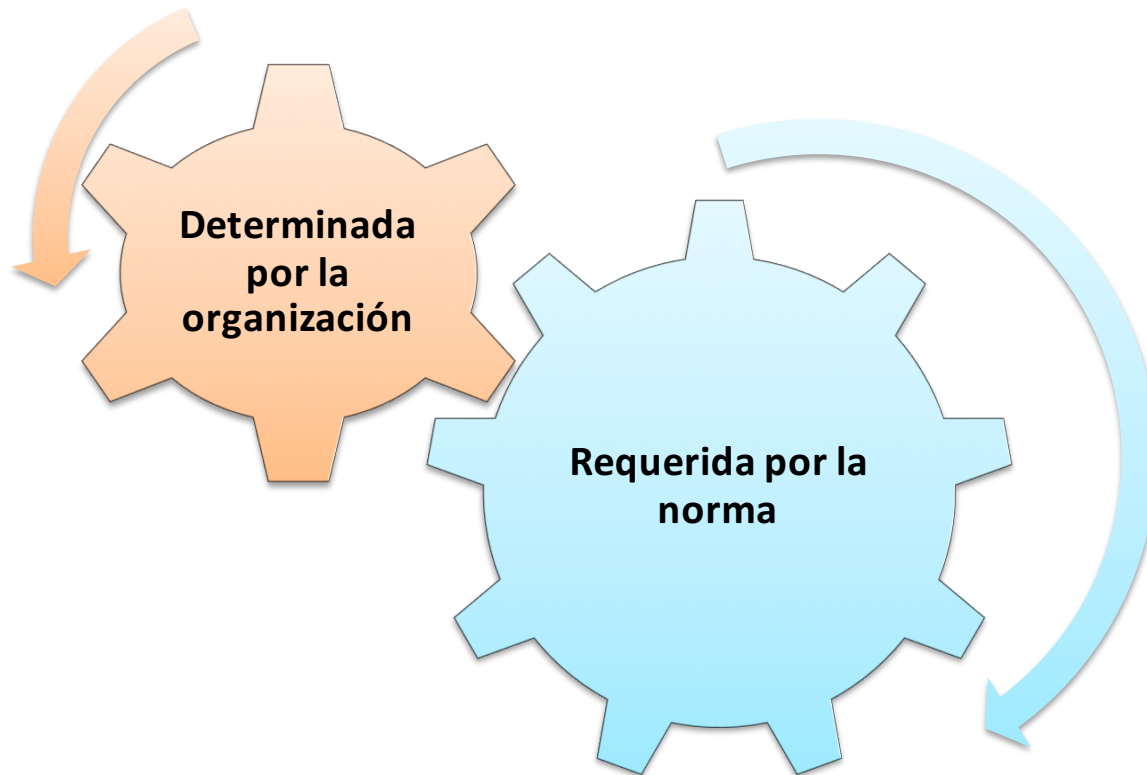 Determinada
por la
organización
Requerida por la
norma